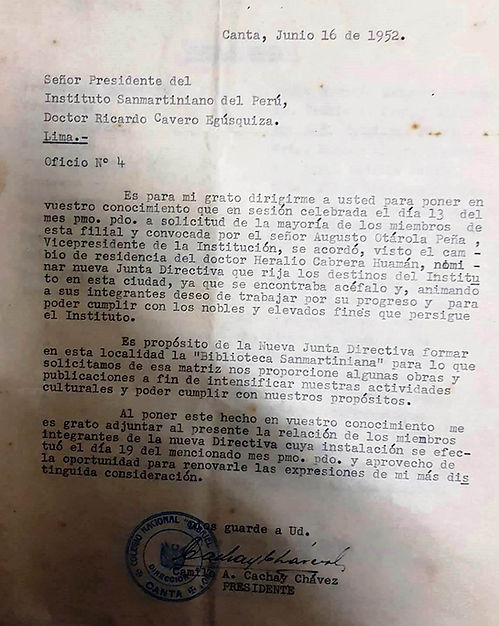 Canta, Junio 16 de 1952.
Señor Presidente del
Instituto Sanmartiniano del Perú,
Doctor Ricardo Cavero Egúsquiza.
Lima.-
Oficio Nº 4
Es para mi grato dirigirme a usted para poner en
vuestro conocimiento que en sesión celebrada el día 13 del
mes pmo. pdo. a solicitud de la mayoría de los miembros de
esta filial y convocada por el señor Augusto Otárola Peña ,
Vicepresidente de la Institución, se acordó, visto el cam -
bio de residencia del doctor Heralio Cabrera Huamán, nomi -
nar nueva Junta Directiva que rija los destinos del Institu
to en esta ciudad, ya que se encontraba acéfalo y, animando
a sus integrantes deseo de trabajar por su progreso y para
poder cumplir con los nobles y elevados fines que persigue
el Instituto.
Es propósito de la Nueva Junta Directiva formar
en esta localidad la "Biblioteca Sanmartiniana" para lo que
solicitamos de esa matriz nos proporcione algunas obras y
publicaciones a fin de intensificar nuestras actividades
culturales y poder cumplir con nuestros propósitos.
Al poner este hecho en vuestro conocimiento me
es grato adjuntar al presente la relación de los miembros
integrantes de la nueva Directiva cuya instalación se efec-
tuó el día 19 del mencionado mes pmo. pdo. y aprovecho de
la oportunidad para renovarle las expresiones de mi más dis
tinguida consideración.
guarde a Ud.
Cachay Chávez
Camilo A. Cachay Chávez
PRESIDENTE
COLEGIO NACIONAL
DIRECCION
CANTA